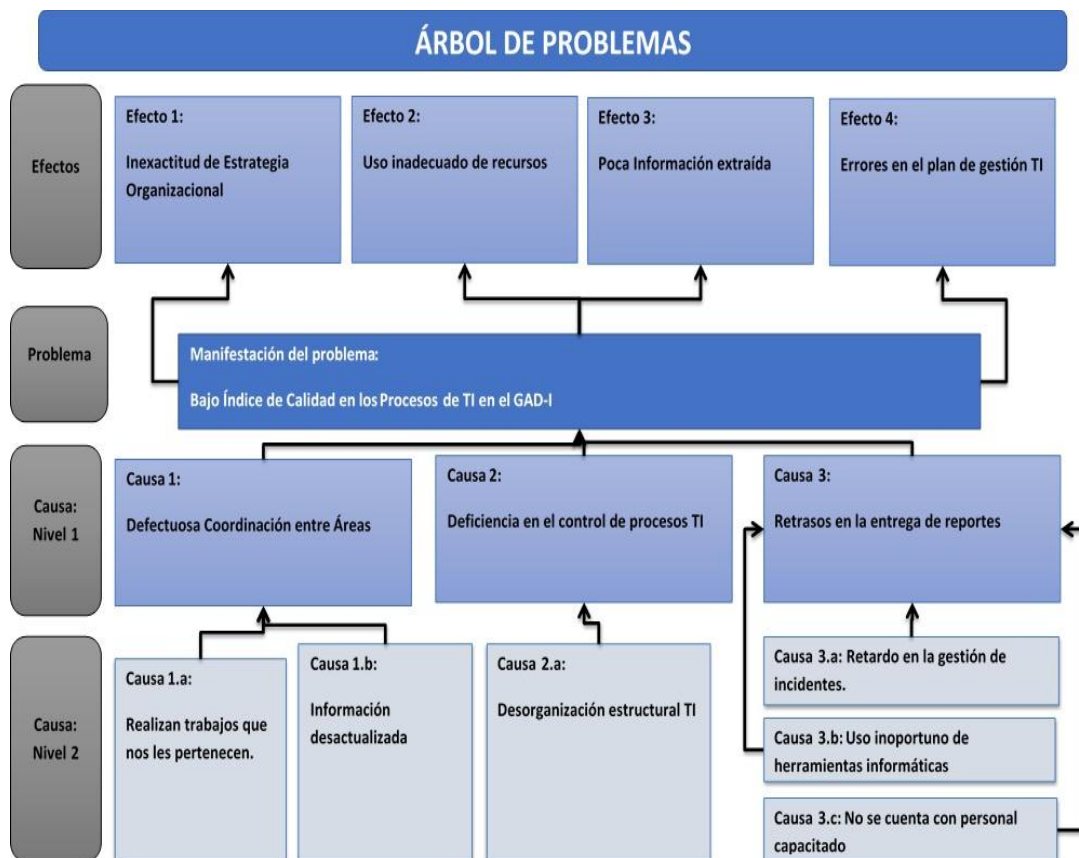 ÁRBOL DE PROBLEMAS
Efectos
Efecto 1:
Inexactitud de Estrategia
Organizacional
Efecto 2:
Uso inadecuado de recursos
Efecto 3:
Poca Información extraída
Efecto 4:
Errores en el plan de gestión TI
Problema
Manifestación del problema:
Bajo Índice de Calidad en los Procesos de TI en el GAD-I
Causa:
Nivel 1
Causa 1:
Defectuosa Coordinación entre Áreas
Causa 2:
Deficiencia en el control de procesos TI
Causa 3:
Retrasos en la entrega de reportes
Causa:
Nivel 2
Causa 1.a:
Realizan trabajos que
nos les pertenecen.
Causa 1.b:
Información
desactualizada
Causa 2.a:
Desorganización estructural TI
Causa 3.a: Retardo en la gestión de
incidentes.
Causa 3.b: Uso inoportuno de
herramientas informáticas
Causa 3.c: No se cuenta con personal
capacitado